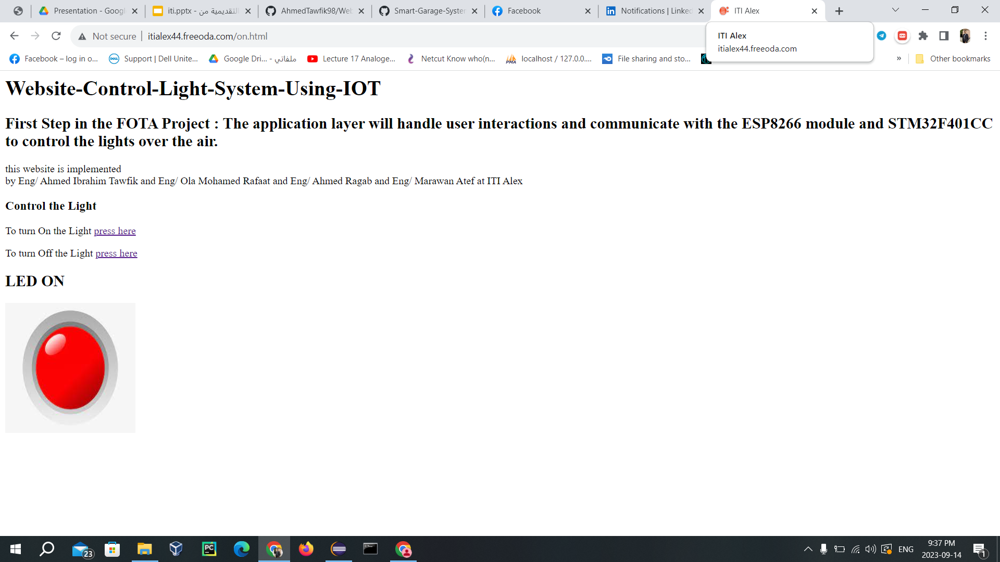 Presentation - Googl
iti.pptx - التقديمية من
AhmedTawfik98/Web
Smart-Garage-System
Facebook
Notifications | Linked
ITI Alex
Not secure
itialex44.freeoda.com/on.html
ITI Alex
itialex44.freeoda.com
Facebook – log in o...
Support | Dell Unite...
Google Dri... - ملفاتي
Lecture 17 Analoge...
Netcut Know who(n...
localhost / 127.0.0....
File sharing and sto...
»
Other bookmarks
Website-Control-Light-System-Using-IOT
First Step in the FOTA Project : The application layer will handle user interactions and communicate with the ESP8266 module and STM32F401CC
to control the lights over the air.
this website is implemented
by Eng/ Ahmed Ibrahim Tawfik and Eng/ Ola Mohamed Rafaat and Eng/ Ahmed Ragab and Eng/ Marawan Atef at ITI Alex
Control the Light
To turn On the Light press here
To turn Off the Light press here
LED ON
23
PC
ENG
9:37 PM
2023-09-14
1